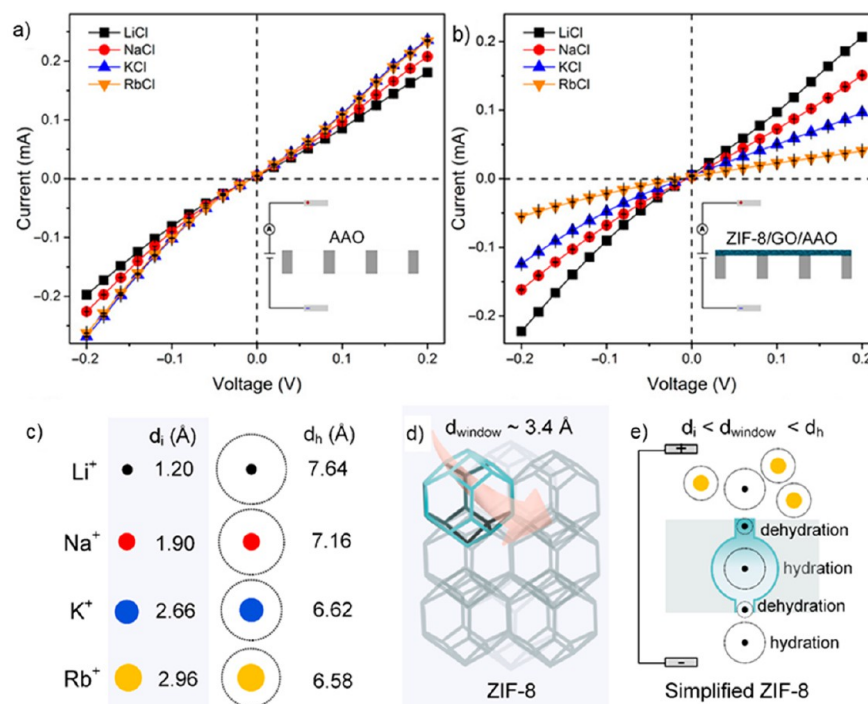 a)
LiCl
NaCl
KCl
RbCl
Current (mA)
0.2
0.1
0.0
−0.1
−0.2
−0.2
−0.1
0.0
0.1
0.2
Voltage (V)
A
AAO
b)
LiCl
NaCl
KCl
RbCl
Current (mA)
0.2
0.1
0.0
−0.1
−0.2
−0.2
−0.1
0.0
0.1
0.2
Voltage (V)
A
ZIF-8/GO/AAO
c)
dᵢ (Å)
dₕ (Å)
Li⁺ 1.20 7.64
Na⁺ 1.90 7.16
K⁺ 2.66 6.62
Rb⁺ 2.96 6.58
d)
d_window ~ 3.4 Å
ZIF-8
e)
dᵢ < d_window < dₕ
+
dehydration
hydration
dehydration
hydration
-
Simplified ZIF-8